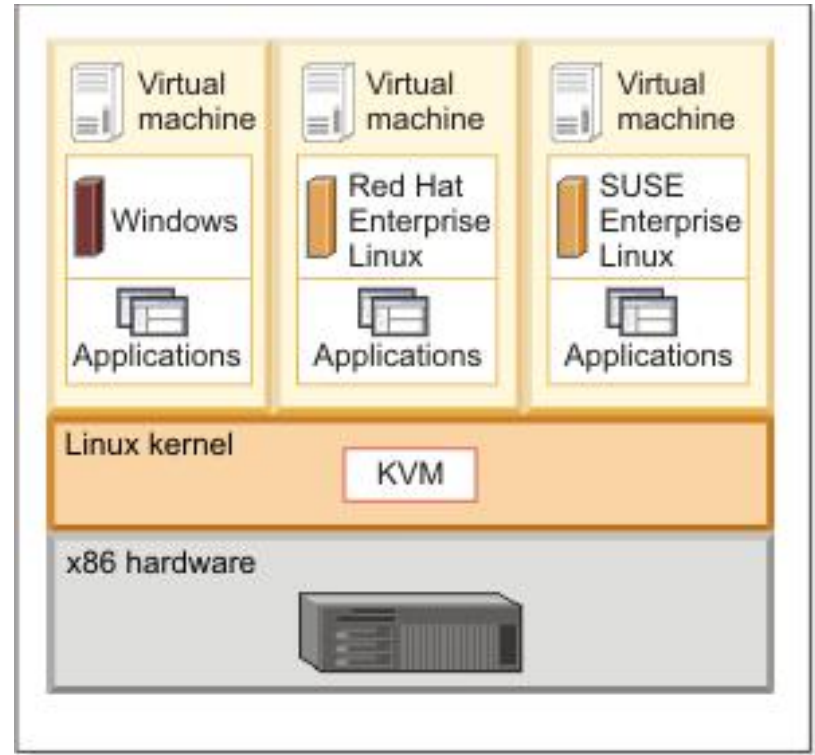 Virtual
machine
Windows
Applications
Virtual
machine
Red Hat
Enterprise
Linux
Applications
Virtual
machine
SUSE
Enterprise
Linux
Applications
Linux kernel
KVM
x86 hardware